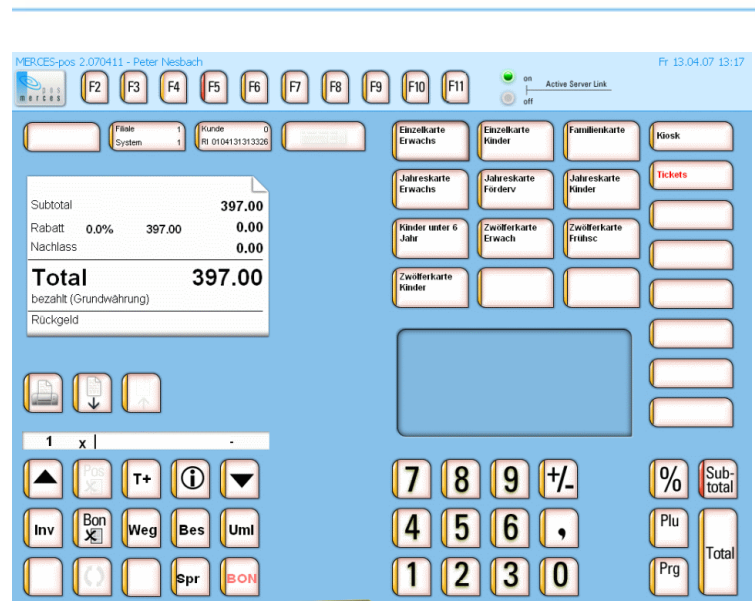 MERCES-pos 2.070411 - Peter Nesbach
Fr 13.04.07 13:17
pos
merces
F2
F3
F4
F5
F6
F7
F8
F9
F10
F11
on
Active Server Link
off
Filiale 1
System 1
Kunde 0
RI 0104131313326
Einzelkarte
Erwachs
Einzelkarte
Kinder
Familienkarte
Kiosk
Jahreskarte
Erwachs
Jahreskarte
Förderv
Jahreskarte
Kinder
Tickets
Kinder unter 6
Jahr
Zwölferkarte
Erwach
Zwölferkarte
Frühsc
Zwölferkarte
Kinder
Subtotal 397.00
Rabatt 0.0% 397.00 0.00
Nachlass 0.00
Total 397.00
bezahlt (Grundwährung)
Rückgeld
1 x -
Pos
T+
7 8 9 +/-
%
Sub-
total
Inv
Bon
Weg
Bes
Uml
4 5 6 ,
Plu
Total
Spr
BON
1 2 3 0
Prg